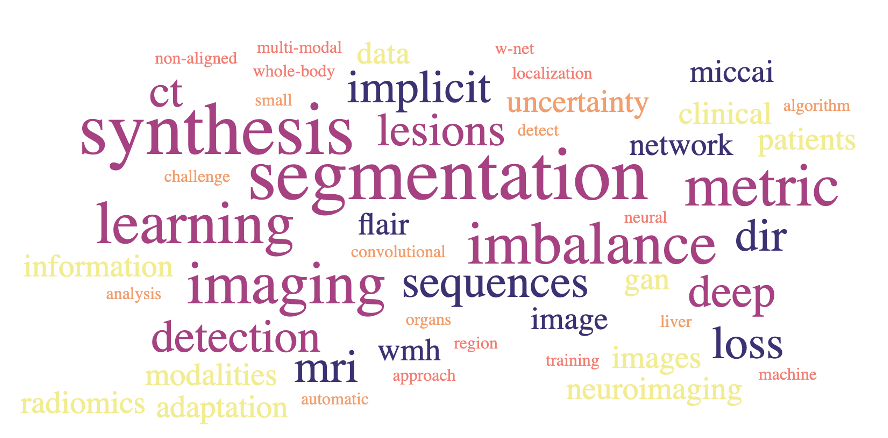 non-aligned multi-modal data w-net
whole-body localization miccai
ct small implicit uncertainty clinical algorithm
synthesis lesions detect network patients
challenge segmentation metric
learning flair neural
convolutional imbalance dir
information analysis imaging sequences gan deep
organs image liver
detection wmh region loss
modalities mri approach training images machine
radiomics adaptation automatic neuroimaging